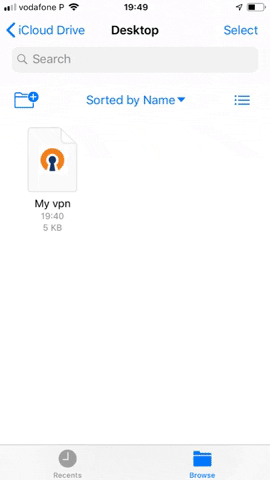 vodafone P 19:49
iCloud Drive Desktop Select
Search
Sorted by Name
My vpn
19:40
5 KB
Recents Browse